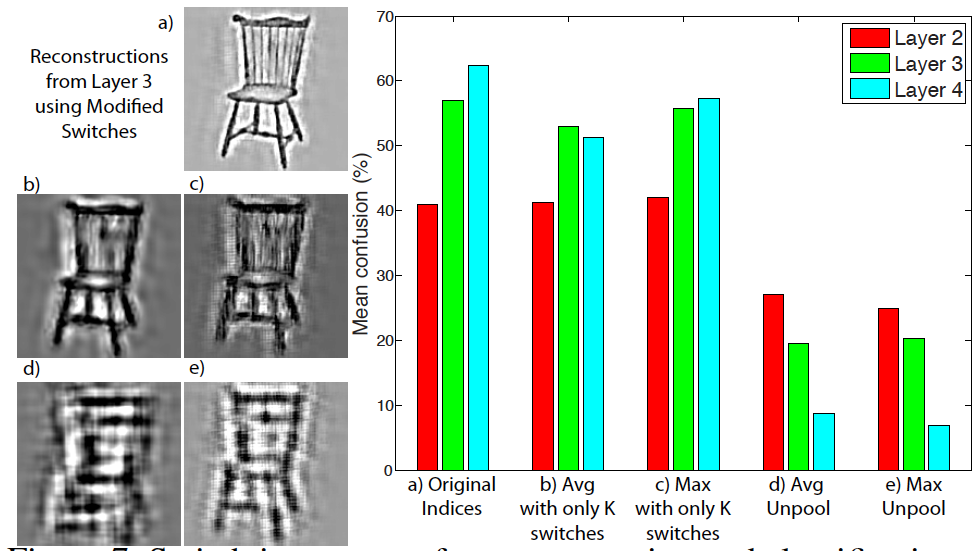 a)
Reconstructions
from Layer 3
using Modified
Switches
b)
c)
d)
e)
70
60
50
40
30
20
10
0
Mean confusion (%)
Layer 2
Layer 3
Layer 4
a) Original
Indices
b) Avg
with only K
switches
c) Max
with only K
switches
d) Avg
Unpool
e) Max
Unpool